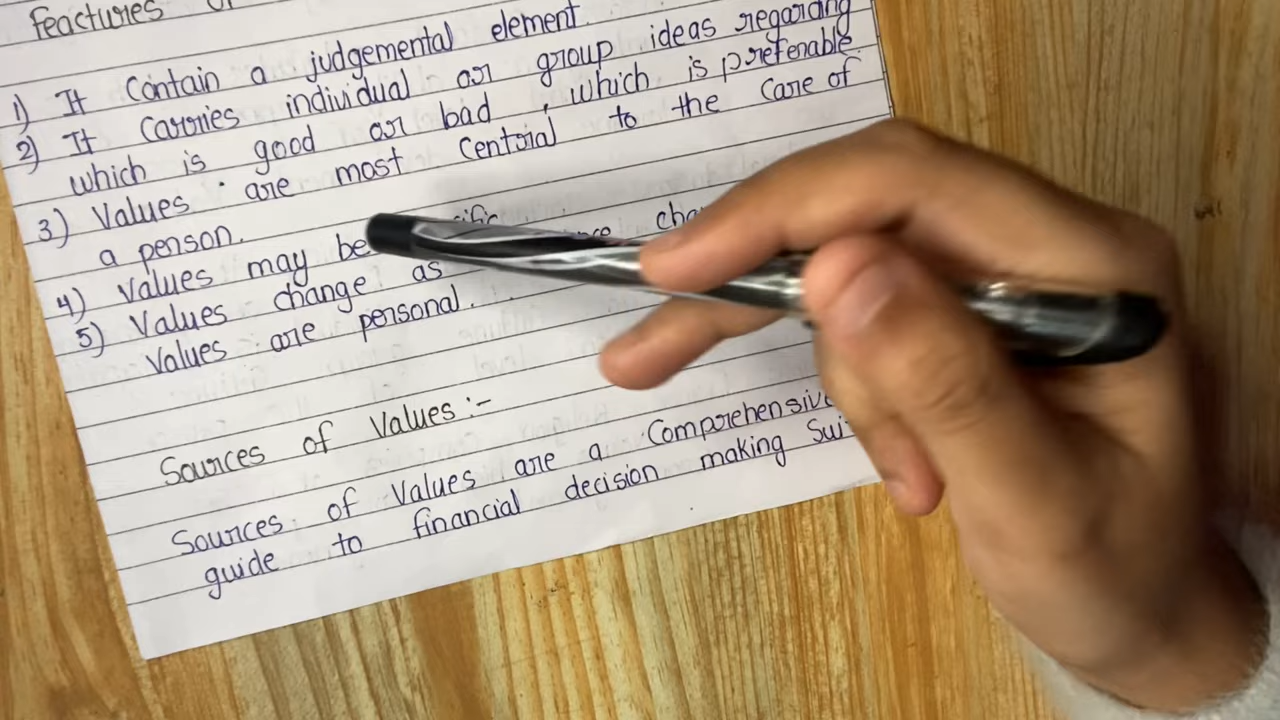 Feactures
1) It Contain a judgemental element
2) It Carries individual or group ideas regarding
which is good or bad, which is preferable.
3) Values are most Central to the Care of
a person.
4) Values may be
5) Values change as
Values are personal.
Sources of Values :-
Sources of Values are a Comprehensive
guide to financial decision making